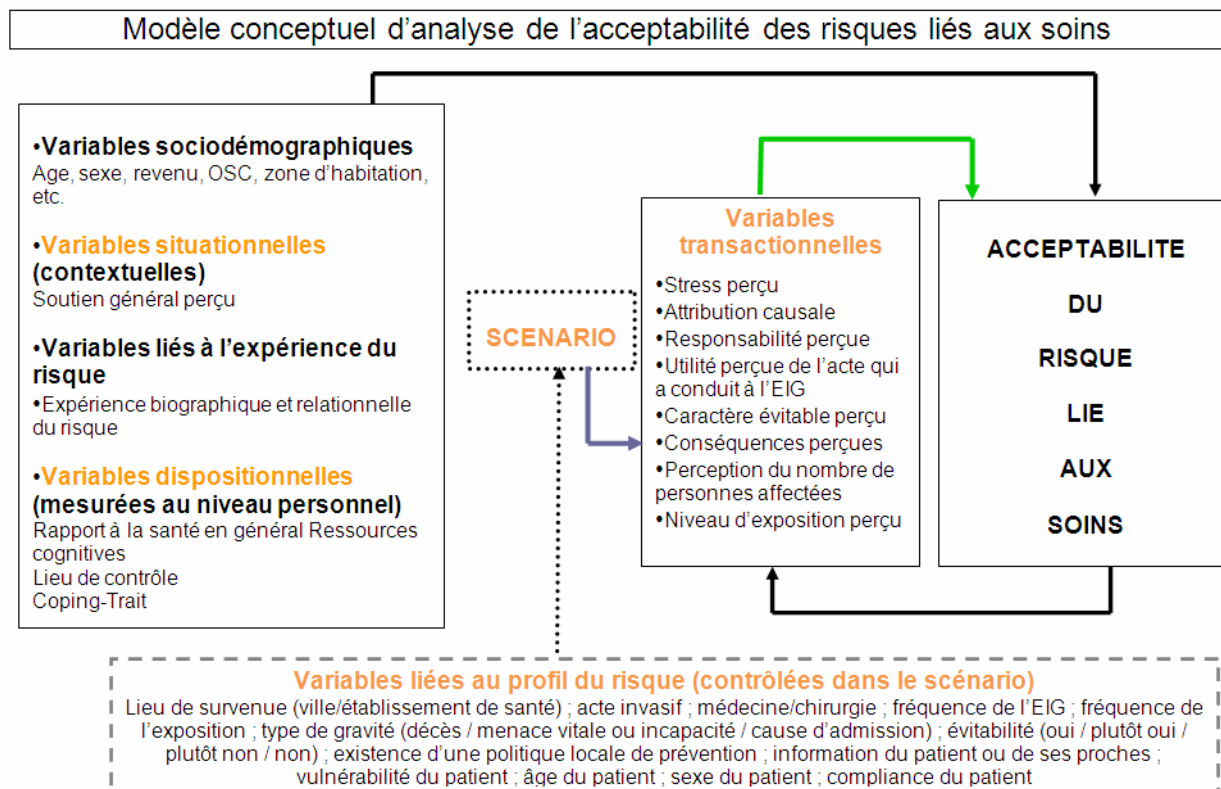 Modèle conceptuel d'analyse de l'acceptabilité des risques liés aux soins
•Variables sociodémographiques
Age, sexe, revenu, OSC, zone d'habitation,
etc.
•Variables situationnelles
(contextuelles)
Soutien général perçu
•Variables liés à l'expérience du
risque
•Expérience biographique et relationnelle
du risque
•Variables dispositionnelles
(mesurées au niveau personnel)
Rapport à la santé en général Ressources
cognitives
Lieu de contrôle
Coping-Trait
SCENARIO
Variables
transactionnelles
•Stress perçu
•Attribution causale
•Responsabilité perçue
•Utilité perçue de l'acte qui
a conduit à l'EIG
•Caractère évitable perçu
•Conséquences perçues
•Perception du nombre de
personnes affectées
•Niveau d'exposition perçu
ACCEPTABILITE
DU
RISQUE
LIE
AUX
SOINS
Variables liées au profil du risque (contrôlées dans le scénario)
Lieu de survenue (ville/établissement de santé) ; acte invasif ; médecine/chirurgie ; fréquence de l'EIG ; fréquence de
l'exposition ; type de gravité (décès / menace vitale ou incapacité / cause d'admission) ; évitabilité (oui / plutôt oui /
plutôt non / non) ; existence d'une politique locale de prévention ; information du patient ou de ses proches ;
vulnérabilité du patient ; âge du patient ; sexe du patient ; compliance du patient